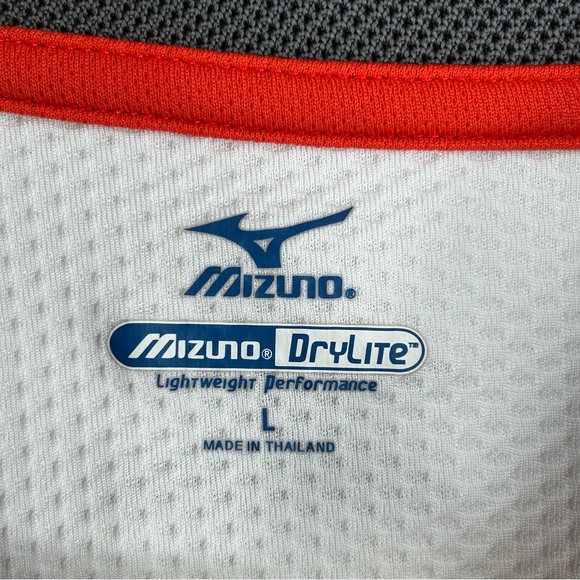 Mizuno®
Mizuno® DryLite™
Lightweight Performance
L
MADE IN THAILAND